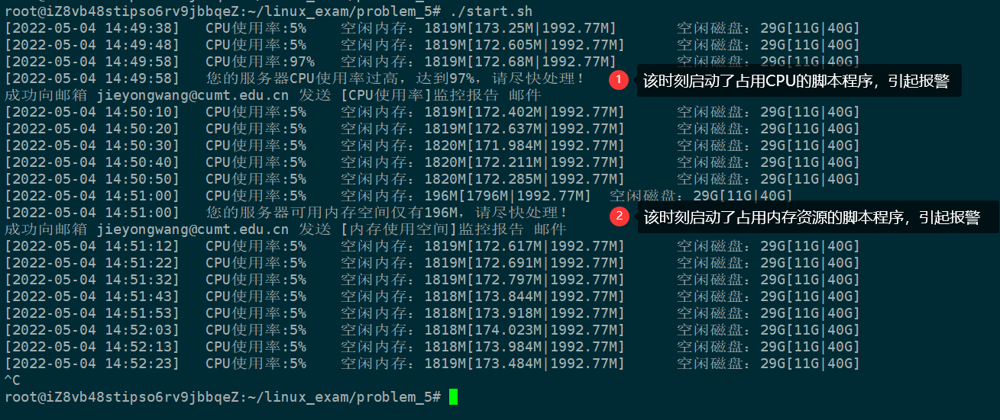 root@iZ8vb48stipso6rv9jbbqeZ:~/linux_exam/problem_5# ./start.sh
[2022-05-04 14:49:38] CPU使用率:5% 空闲内存：1819M[173.25M|1992.77M] 空闲磁盘：29G[11G|40G]
[2022-05-04 14:49:48] CPU使用率:5% 空闲内存：1819M[172.605M|1992.77M] 空闲磁盘：29G[11G|40G]
[2022-05-04 14:49:58] CPU使用率:97% 空闲内存：1819M[172.68M|1992.77M] 空闲磁盘：29G[11G|40G]
[2022-05-04 14:49:58] 您的服务器CPU使用率过高，达到97%，请尽快处理！ 1 该时刻启动了占用CPU的脚本程序，引起报警
成功向邮箱 jieyongwang@cumt.edu.cn 发送 [CPU使用率]监控报告 邮件
[2022-05-04 14:50:10] CPU使用率:5% 空闲内存：1819M[172.402M|1992.77M] 空闲磁盘：29G[11G|40G]
[2022-05-04 14:50:20] CPU使用率:5% 空闲内存：1819M[172.637M|1992.77M] 空闲磁盘：29G[11G|40G]
[2022-05-04 14:50:30] CPU使用率:5% 空闲内存：1820M[171.984M|1992.77M] 空闲磁盘：29G[11G|40G]
[2022-05-04 14:50:40] CPU使用率:5% 空闲内存：1820M[172.211M|1992.77M] 空闲磁盘：29G[11G|40G]
[2022-05-04 14:50:50] CPU使用率:5% 空闲内存：1820M[172.285M|1992.77M] 空闲磁盘：29G[11G|40G]
[2022-05-04 14:51:00] CPU使用率:5% 空闲内存：196M[1796M|1992.77M] 空闲磁盘：29G[11G|40G]
[2022-05-04 14:51:00] 您的服务器可用内存空间仅有196M，请尽快处理！ 2 该时刻启动了占用内存资源的脚本程序，引起报警
成功向邮箱 jieyongwang@cumt.edu.cn 发送 [内存使用空间]监控报告 邮件
[2022-05-04 14:51:12] CPU使用率:5% 空闲内存：1819M[172.617M|1992.77M] 空闲磁盘：29G[11G|40G]
[2022-05-04 14:51:22] CPU使用率:5% 空闲内存：1819M[172.691M|1992.77M] 空闲磁盘：29G[11G|40G]
[2022-05-04 14:51:32] CPU使用率:5% 空闲内存：1819M[172.797M|1992.77M] 空闲磁盘：29G[11G|40G]
[2022-05-04 14:51:43] CPU使用率:5% 空闲内存：1818M[173.844M|1992.77M] 空闲磁盘：29G[11G|40G]
[2022-05-04 14:51:53] CPU使用率:5% 空闲内存：1818M[173.918M|1992.77M] 空闲磁盘：29G[11G|40G]
[2022-05-04 14:52:03] CPU使用率:5% 空闲内存：1818M[174.023M|1992.77M] 空闲磁盘：29G[11G|40G]
[2022-05-04 14:52:13] CPU使用率:5% 空闲内存：1818M[173.984M|1992.77M] 空闲磁盘：29G[11G|40G]
[2022-05-04 14:52:23] CPU使用率:5% 空闲内存：1819M[173.484M|1992.77M] 空闲磁盘：29G[11G|40G]
^C
root@iZ8vb48stipso6rv9jbbqeZ:~/linux_exam/problem_5#